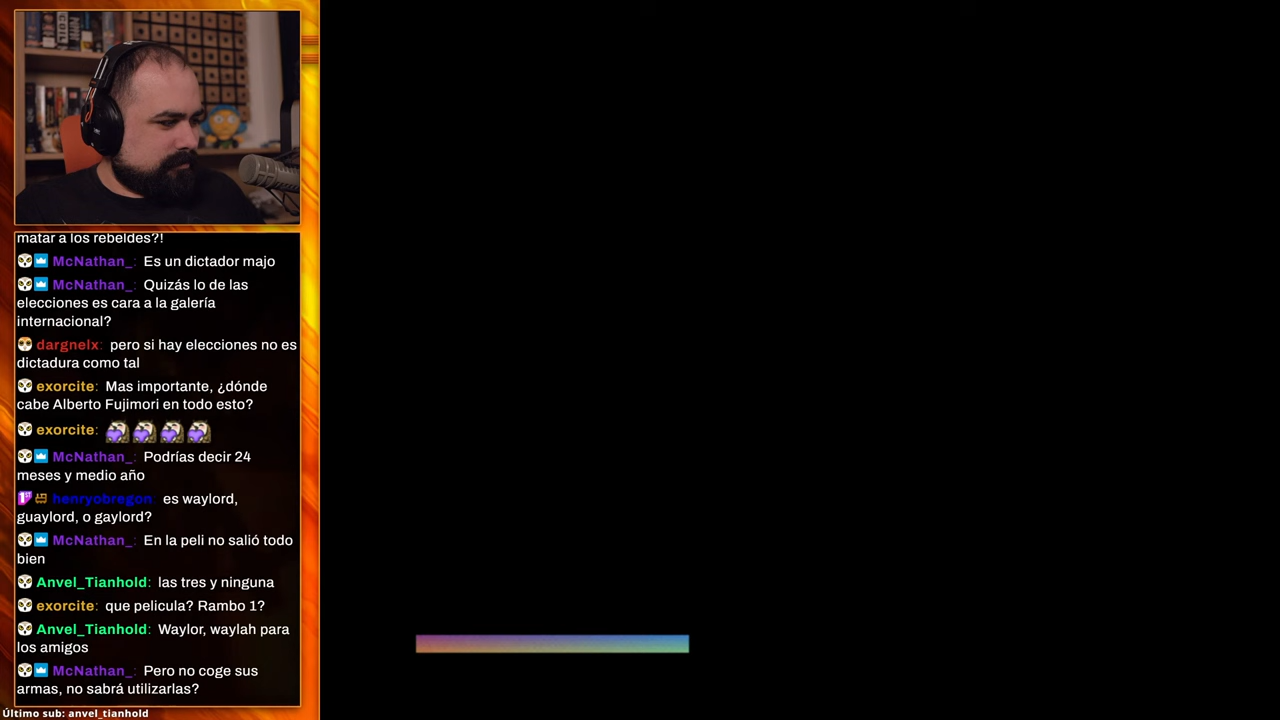 matar a los rebeldes?!
McNathan_: Es un dictador majo
McNathan_: Quizás lo de las
elecciones es cara a la galería
internacional?
dargnelx: pero si hay elecciones no es
dictadura como tal
exorcite: Mas importante, ¿dónde
cabe Alberto Fujimori en todo esto?
exorcite:
McNathan_: Podrías decir 24
meses y medio año
1st henryobregon: es waylord,
guaylord, o gaylord?
McNathan_: En la peli no salió todo
bien
Anvel_Tianhold: las tres y ninguna
exorcite: que pelicula? Rambo 1?
Anvel_Tianhold: Waylor, waylah para
los amigos
McNathan_: Pero no coge sus
armas, no sabrá utilizarlas?
Último sub: anvel_tianhold